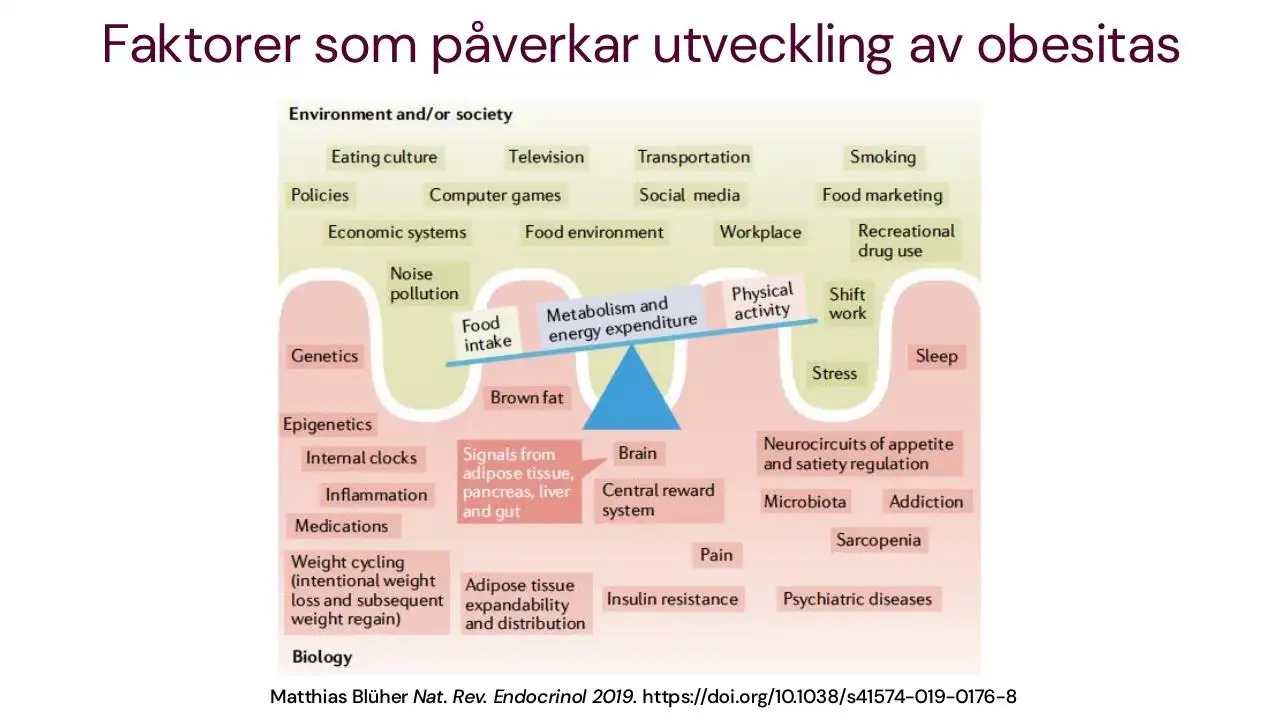 Faktorer som påverkar utveckling av obesitas
Environment and/or society
Eating culture
Television
Transportation
Smoking
Policies
Computer games
Social media
Food marketing
Economic systems
Food environment
Workplace
Recreational
drug use
Noise
pollution
Food
intake
Metabolism and
energy expenditure
Physical
activity
Shift
work
Genetics
Stress
Sleep
Brown fat
Epigenetics
Internal clocks
Inflammation
Medications
Signals from
adipose tissue,
pancreas, liver
and gut
Brain
Central reward
system
Neurocircuits of appetite
and satiety regulation
Microbiota
Addiction
Sarcopenia
Pain
Weight cycling
(intentional weight
loss and subsequent
weight regain)
Adipose tissue
expandability
and distribution
Insulin resistance
Psychiatric diseases
Biology
Matthias Blüher Nat. Rev. Endocrinol 2019. https://doi.org/10.1038/s41574-019-0176-8